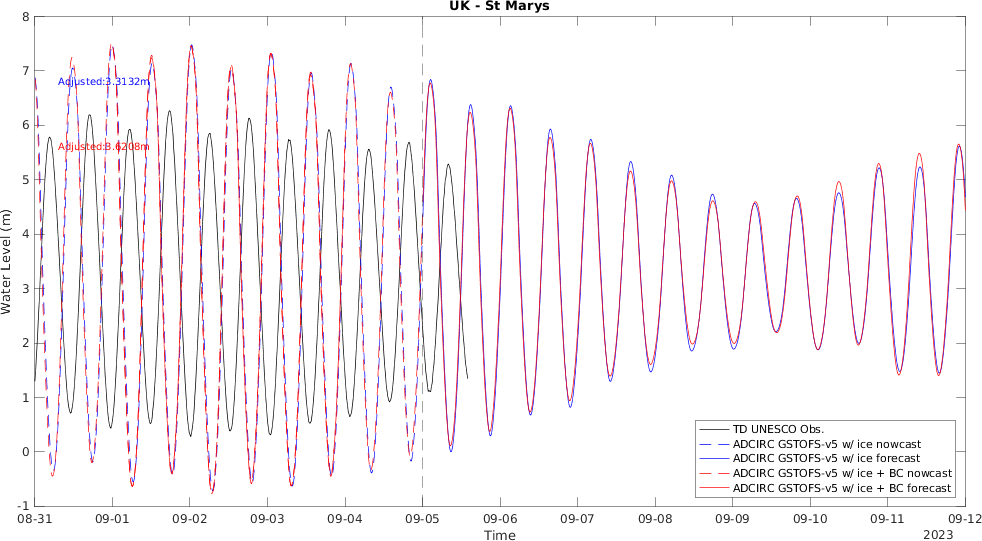 UK - St Marys
8
7
6
5
4
3
2
1
0
-1
Water Level (m)
Adjusted:3.3132m
Adjusted:3.6208m
TD UNESCO Obs.
ADCIRC GSTOFS-v5 w/ ice nowcast
ADCIRC GSTOFS-v5 w/ ice forecast
ADCIRC GSTOFS-v5 w/ ice + BC nowcast
ADCIRC GSTOFS-v5 w/ ice + BC forecast
08-31 09-01 09-02 09-03 09-04 09-05 09-06 09-07 09-08 09-09 09-10 09-11 09-12
Time
2023